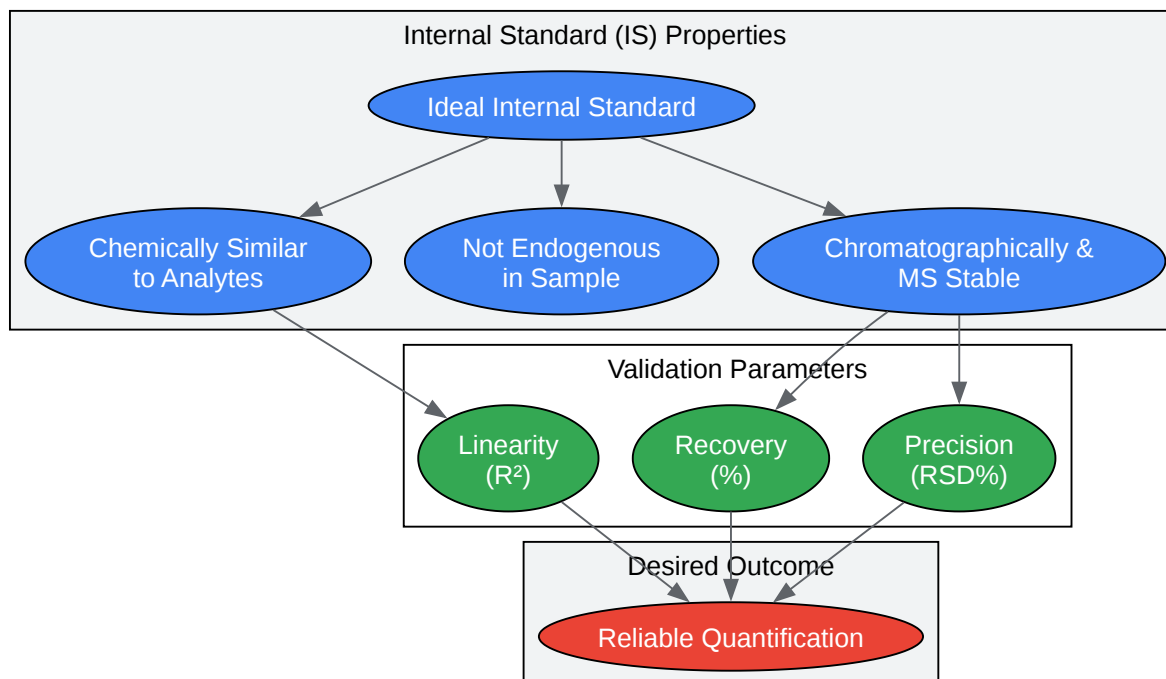 Internal Standard (IS) Properties
Ideal Internal Standard
Chemically Similar
to Analytes
Not Endogenous
in Sample
Chromatographically &
MS Stable
Validation Parameters
Linearity
(R²)
Recovery
(%)
Precision
(RSD%)
Desired Outcome
Reliable Quantification